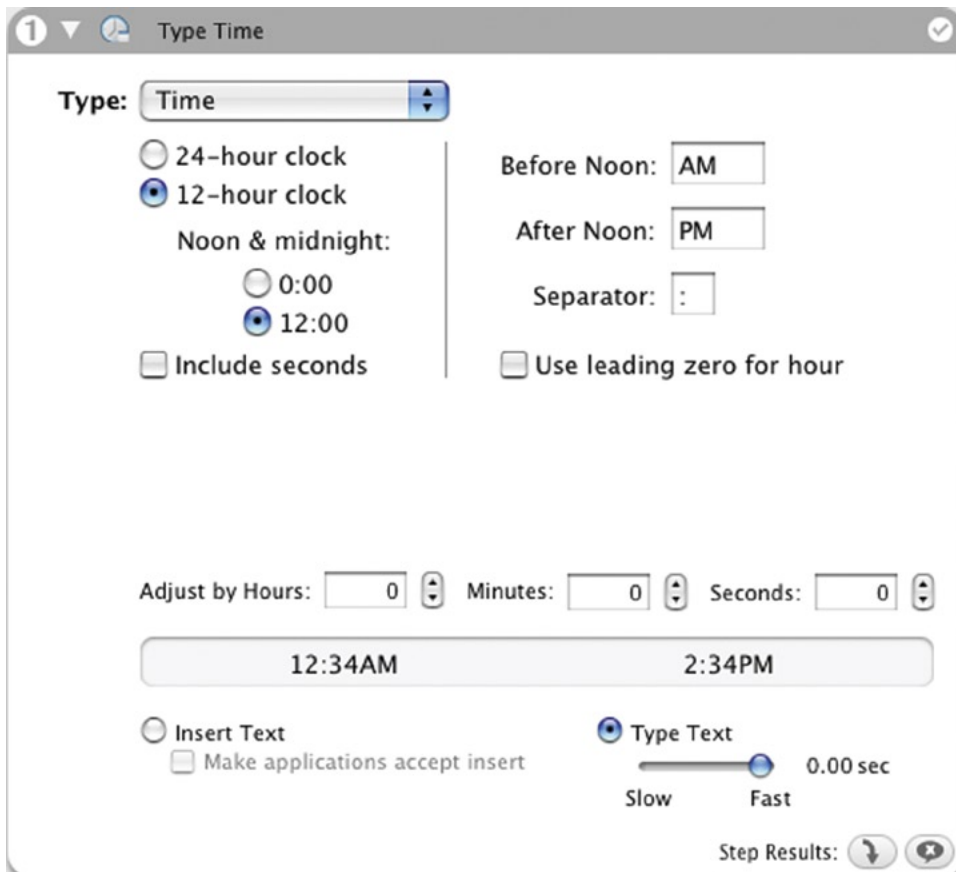 1 Type Time
Type: Time
24-hour clock
12-hour clock
Noon & midnight:
0:00
12:00
Include seconds
Before Noon: AM
After Noon: PM
Separator: :
Use leading zero for hour
Adjust by Hours: 0 Minutes: 0 Seconds: 0
12:34AM 2:34PM
Insert Text
Make applications accept insert
Type Text
0.00 sec
Slow Fast
Step Results: